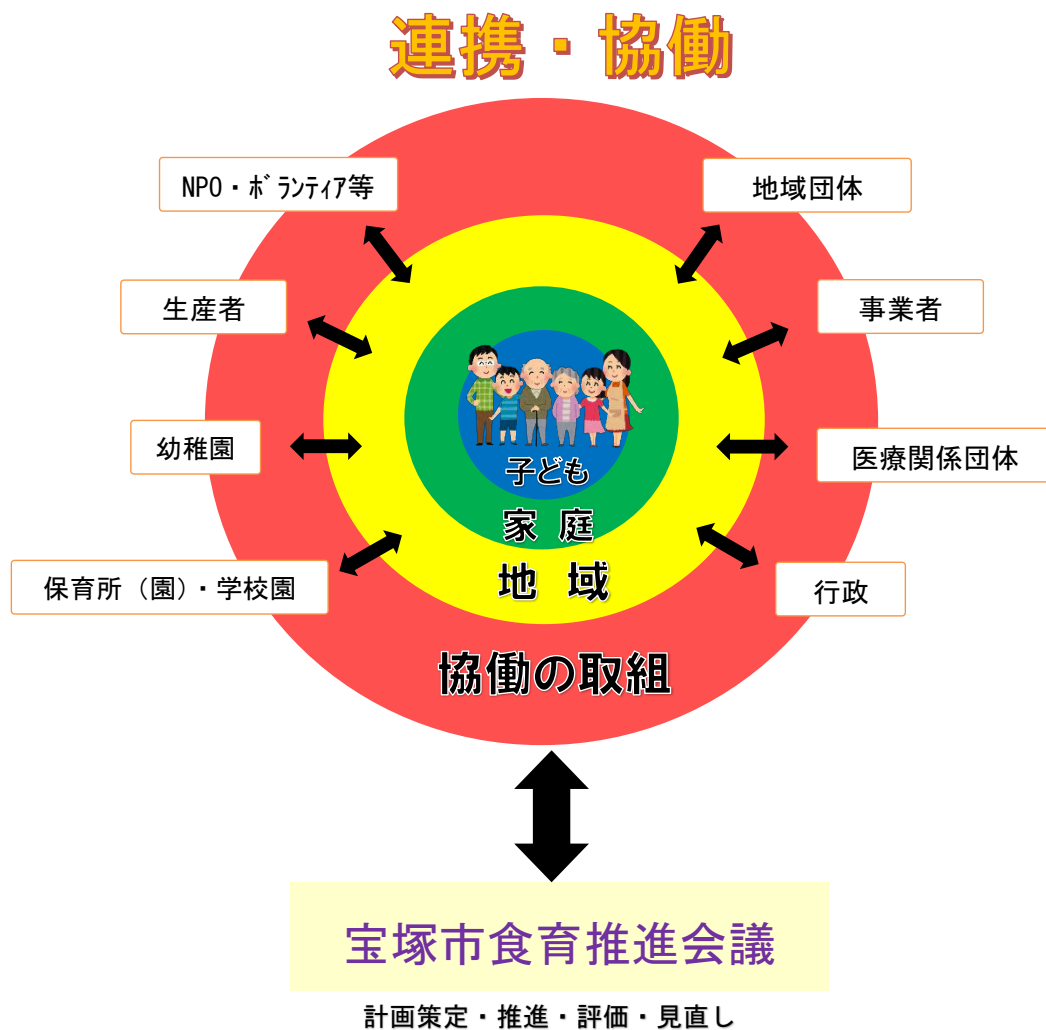 連携・協働
NPO・ボランティア等
地域団体
生産者
事業者
幼稚園
医療関係団体
保育所（園）・学校園
行政
子ども
家 庭
地 域
協働の取組
宝塚市食育推進会議
計画策定・推進・評価・見直し